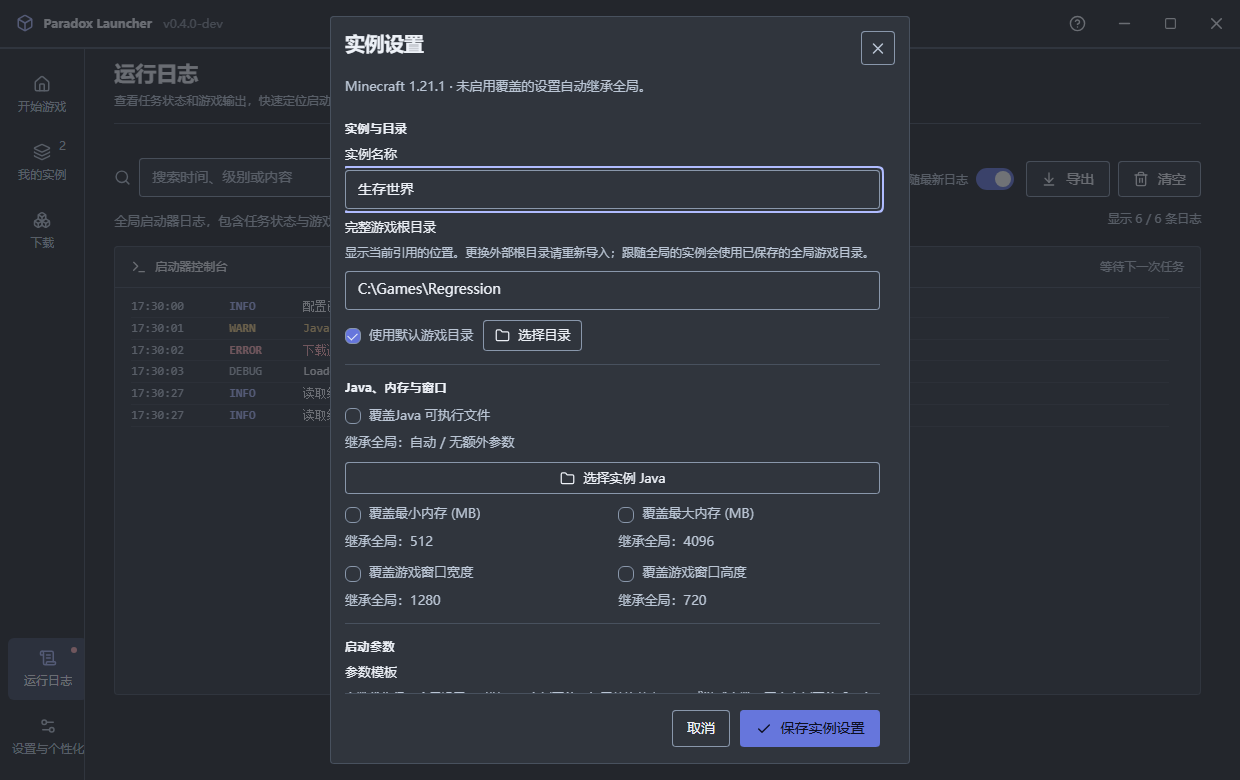 Paradox Launcher v0.4.0-dev
开始游戏
2
我的实例
下载
运行日志
设置与个性化
运行日志
查看任务状态和游戏输出，快速定位启动
搜索时间、级别或内容
随最新日志
导出
清空
全局启动器日志，包含任务状态与游戏
显示 6 / 6 条日志
启动器控制台
等待下一次任务
17:30:00 INFO 配置
17:30:01 WARN Java
17:30:02 ERROR 下载
17:30:03 DEBUG Load
17:30:27 INFO 读取
17:30:27 INFO 读取
实例设置
Minecraft 1.21.1 · 未启用覆盖的设置自动继承全局。
实例与目录
实例名称
生存世界
完整游戏根目录
显示当前引用的位置。更换外部根目录请重新导入；跟随全局的实例会使用已保存的全局游戏目录。
C:\Games\Regression
使用默认游戏目录
选择目录
Java、内存与窗口
覆盖Java 可执行文件
继承全局：自动 / 无额外参数
选择实例 Java
覆盖最小内存 (MB)
覆盖最大内存 (MB)
继承全局：512
继承全局：4096
覆盖游戏窗口宽度
覆盖游戏窗口高度
继承全局：1280
继承全局：720
启动参数
参数模板
取消
保存实例设置